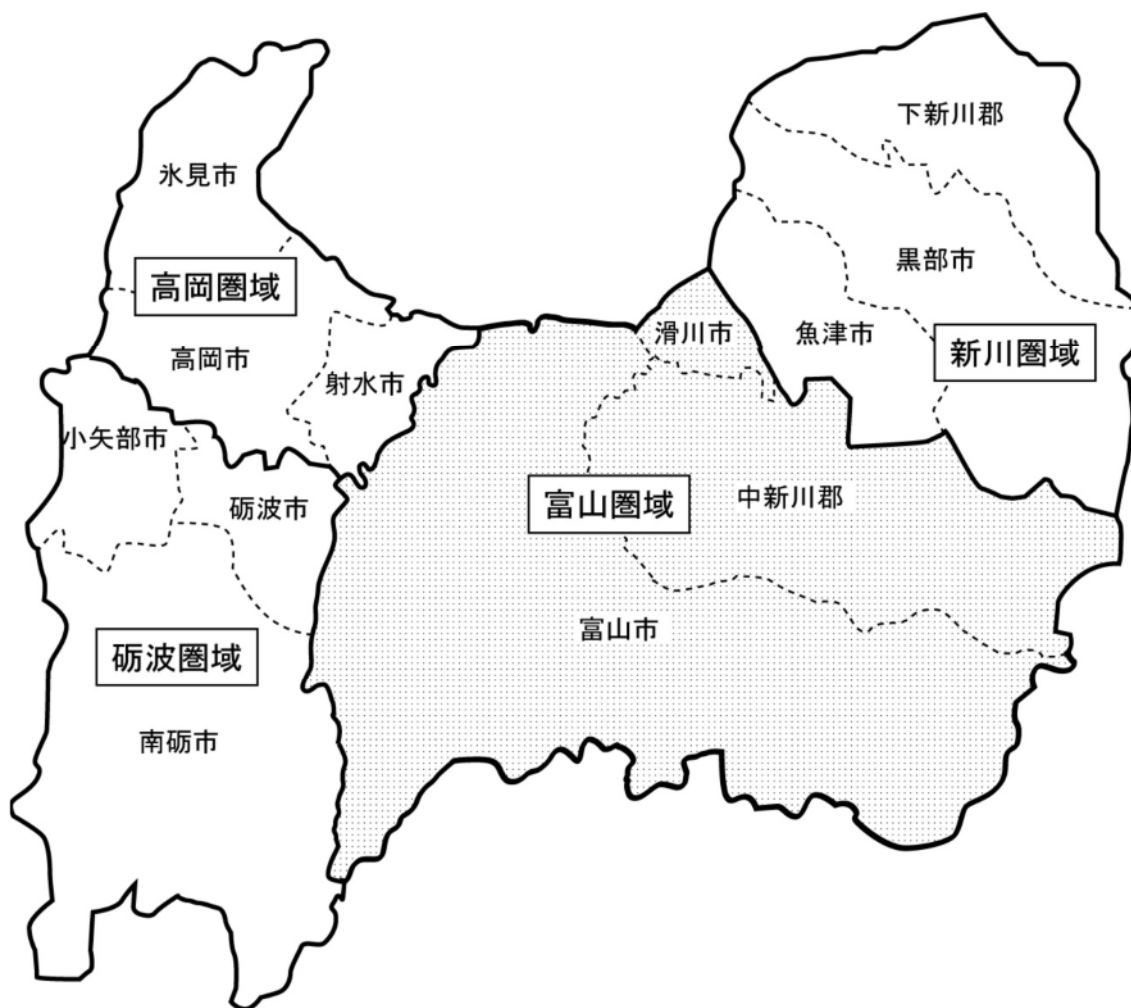 下新川郡
氷見市
黒部市
高岡圏域
滑川市
魚津市
新川圏域
高岡市
射水市
小矢部市
砺波市
富山圏域
中新川郡
富山市
砺波圏域
南砺市